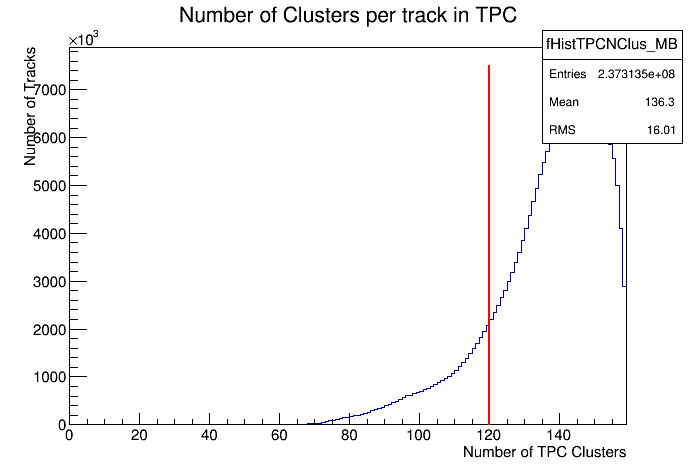 Number of Clusters per track in TPC
×10³
Number of Tracks
7000
6000
5000
4000
3000
2000
1000
0
0 20 40 60 80 100 120 140
Number of TPC Clusters
fHistTPCNClus_MB
Entries 2.373135e+08
Mean 136.3
RMS 16.01